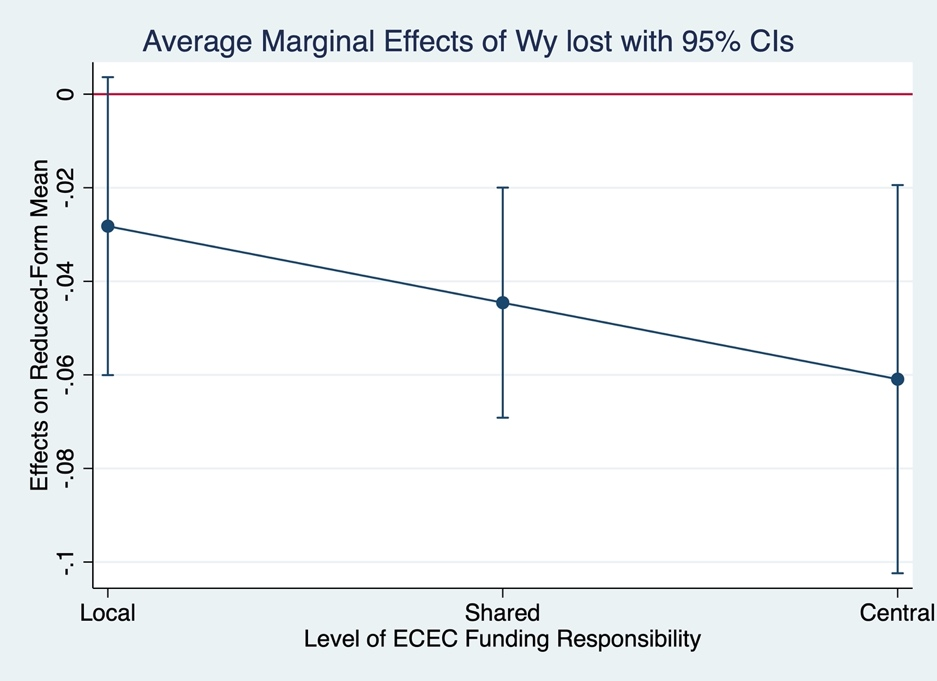 Average Marginal Effects of Wy lost with 95% CIs
Effects on Reduced-Form Mean
0
-.02
-.04
-.06
-.08
-.1
Local
Shared
Central
Level of ECEC Funding Responsibility